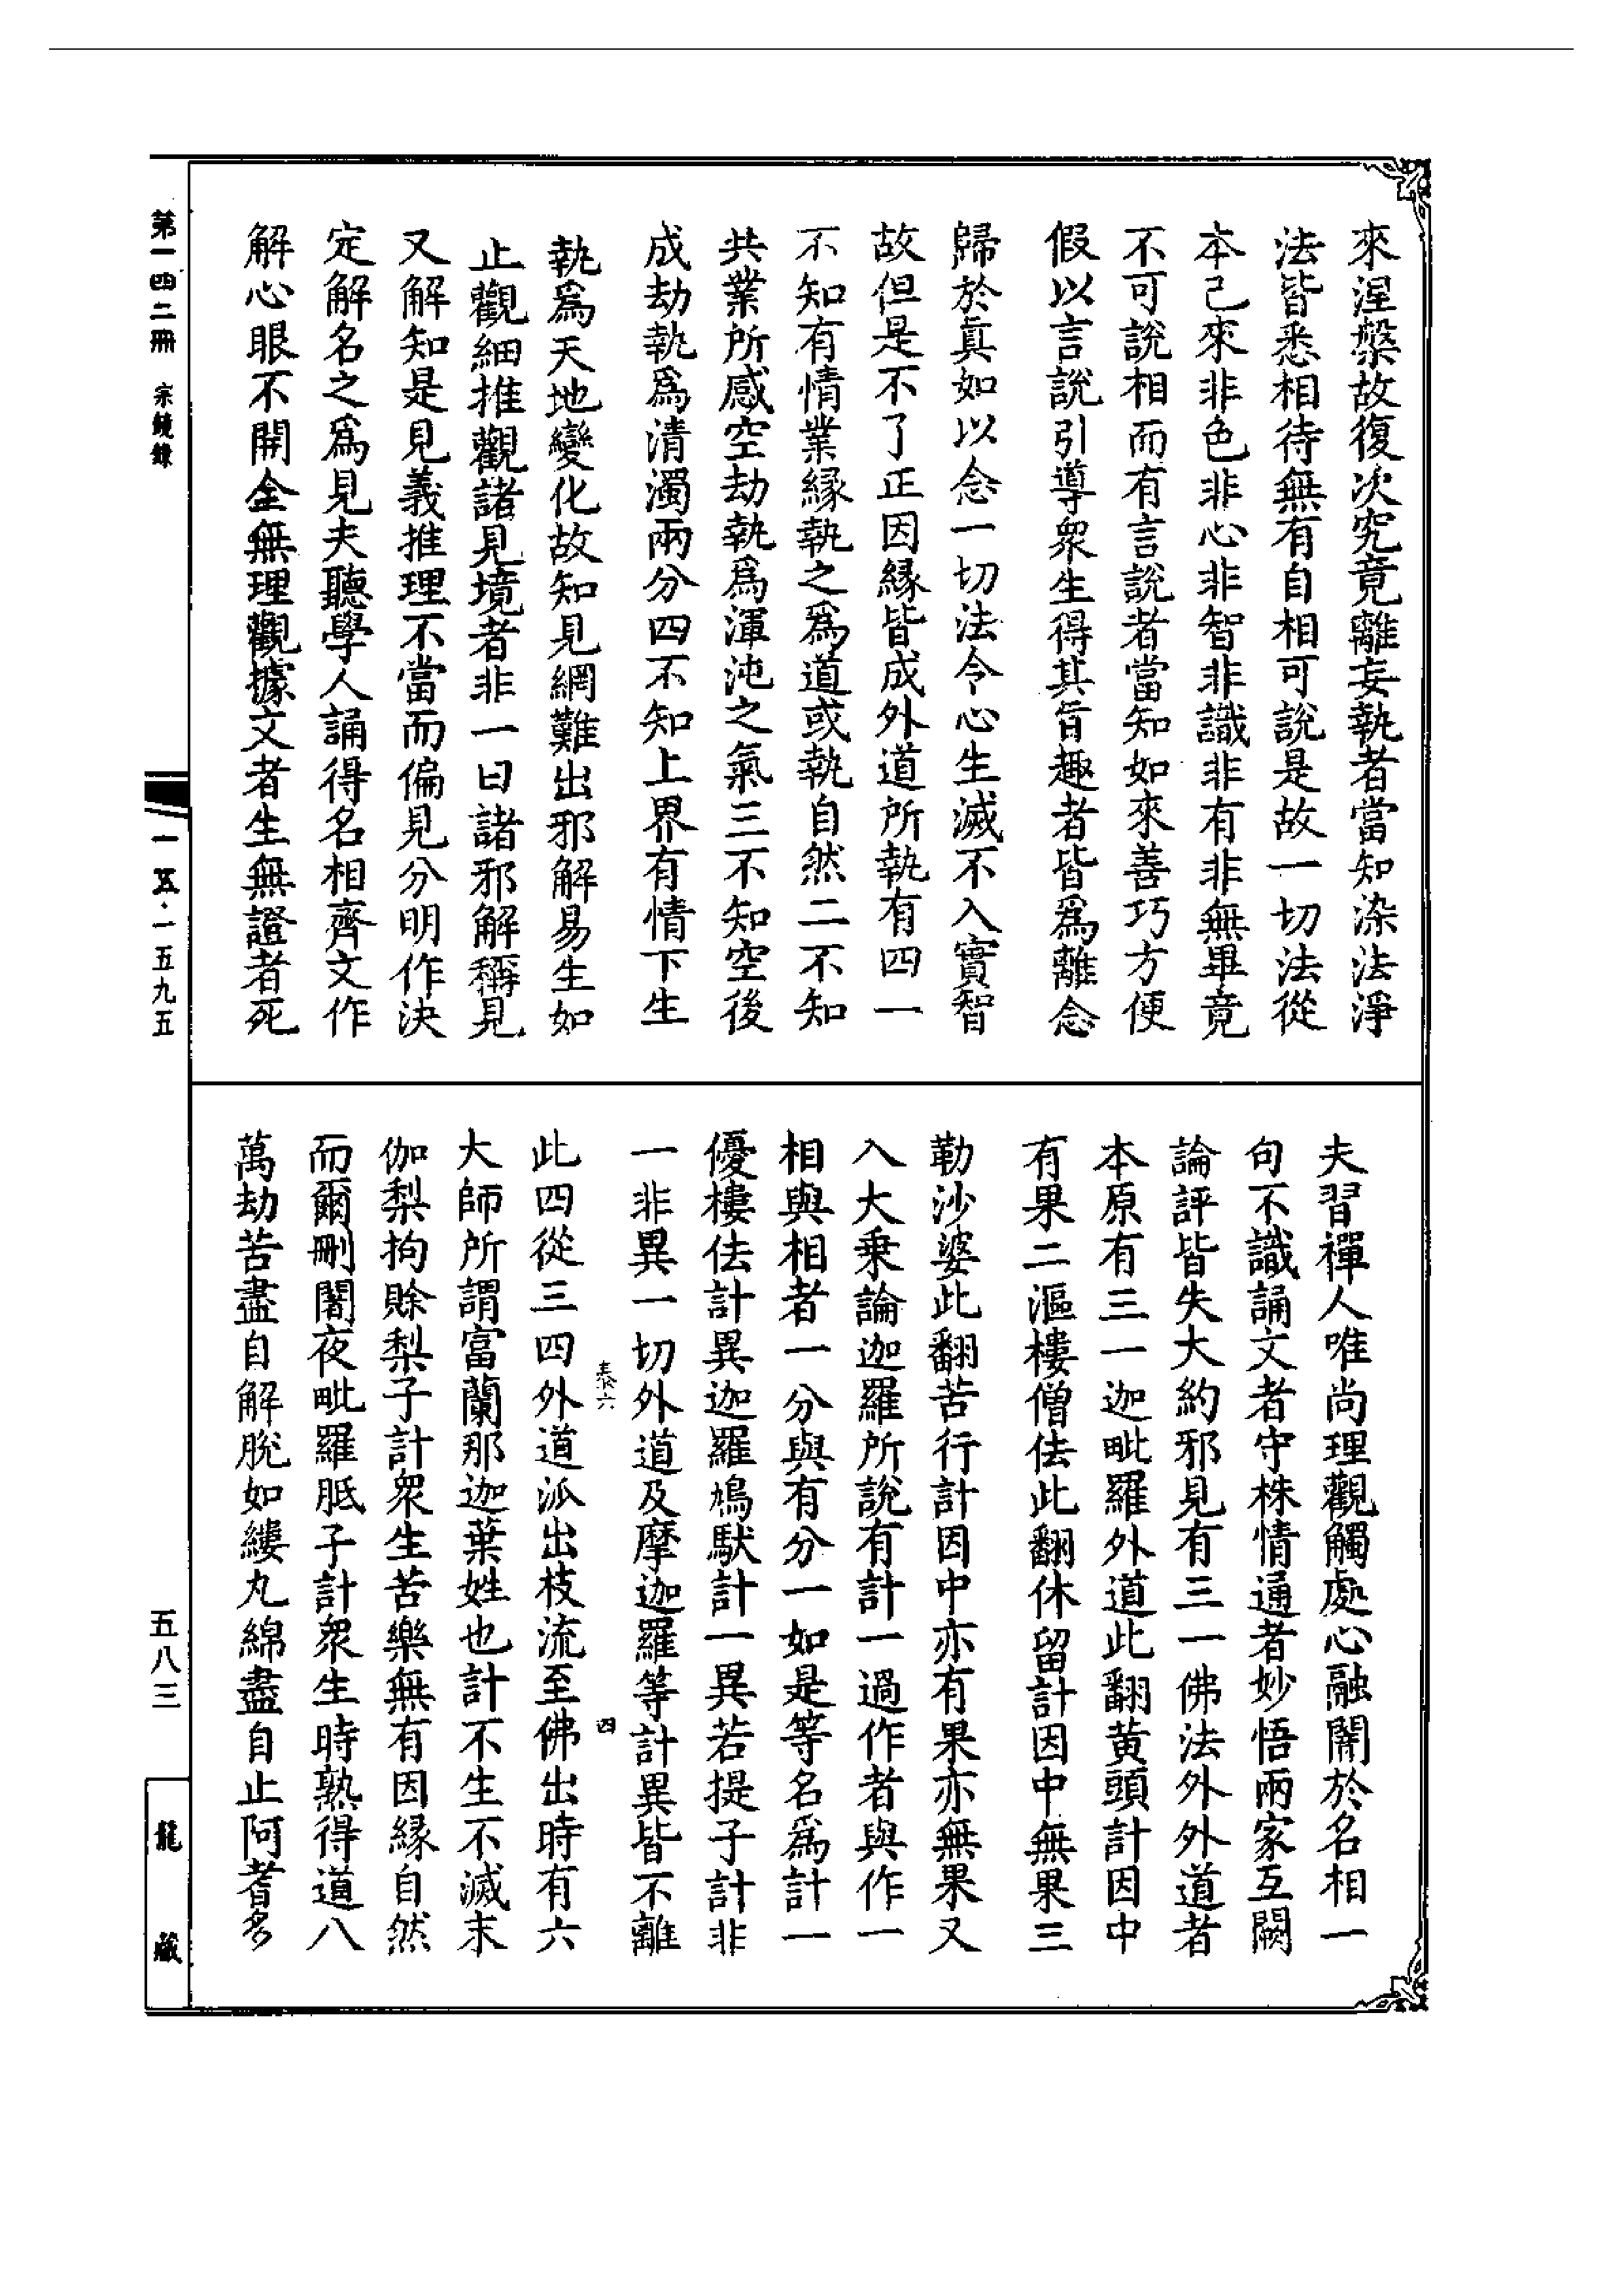 來涅槃故復次究竟離妄執者當知染法淨
法皆悉相待無有自相可說是故一切法從
本已來非色非心非智非識非有非無畢竟
不可說相而有言說者當知如來善巧方便
假以言說引導衆生得其旨趣者皆爲離念
歸於眞如以念一切法令心生滅不入實智
故但是不了正因緣皆成外道所執有四一
不知有情業緣執之爲道或執自然二不知
共業所感空劫執爲渾沌之氣三不知空後
成劫執爲清濁兩分四不知上界有情下生
執爲天地變化故知見網難出邪解易生如
止觀細推觀諸見境者非一曰諸邪解稱見
又解知是見義推理不當而偏見分明作決
定解名之爲見夫聽學人誦得名相齊文作
解心眼不開全無理觀據文者生無證者死
夫習禪人唯尚理觀觸處心融闇於名相一
句不識誦文者守株情通者妙悟兩家互闕
論評皆失大約邪見有三一佛法外外道者
本原有三一迦毗羅外道此翻黃頭計因中
有果二漚樓僧佉此翻休留計因中無果三
勒沙婆此翻苦行計因中亦有果亦無果又
入大乘論迦羅所說有計一過作者與作一
相與相者一分與有分一如是等名爲計一
優樓佉計異迦羅鳩馱計一異若提子計非
一非異一切外道及摩迦羅等計異皆不離
泰六
四
此四從三四外道派出枝流至佛出時有六
大師所謂富蘭那迦葉姓也計不生不滅末
伽梨拘賒梨子計衆生苦樂無有因緣自然
而爾刪闍夜毗羅胝子計衆生時熟得道八
萬劫苦盡自解脫如縷丸綿盡自止阿耆多
第一四二冊 宗鏡錄
一五·一五九五
五八三
龍藏